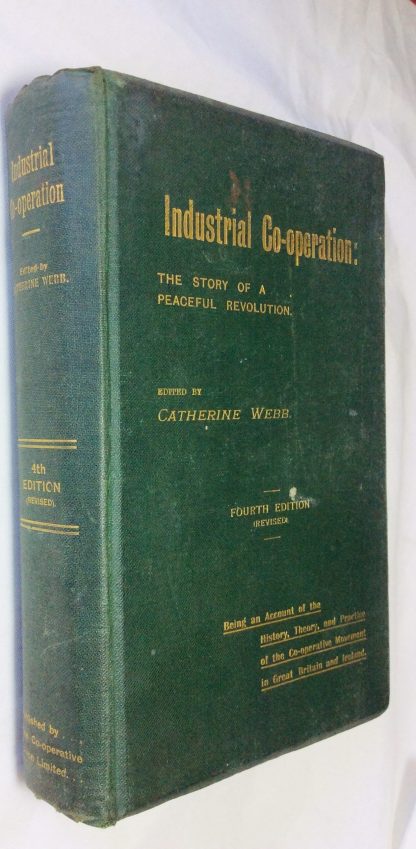 Industrial
Co-operation
Edited by
CATHERINE WEBB.
4th
EDITION
(REVISED).
Published by
The Co-operative
Union Limited.
Industrial Co-operation:
THE STORY OF A
PEACEFUL REVOLUTION.
EDITED BY
CATHERINE WEBB.
FOURTH EDITION
(REVISED)
Being an Account of the
History, Theory, and Practice
of the Co-operative Movement
in Great Britain and Ireland.